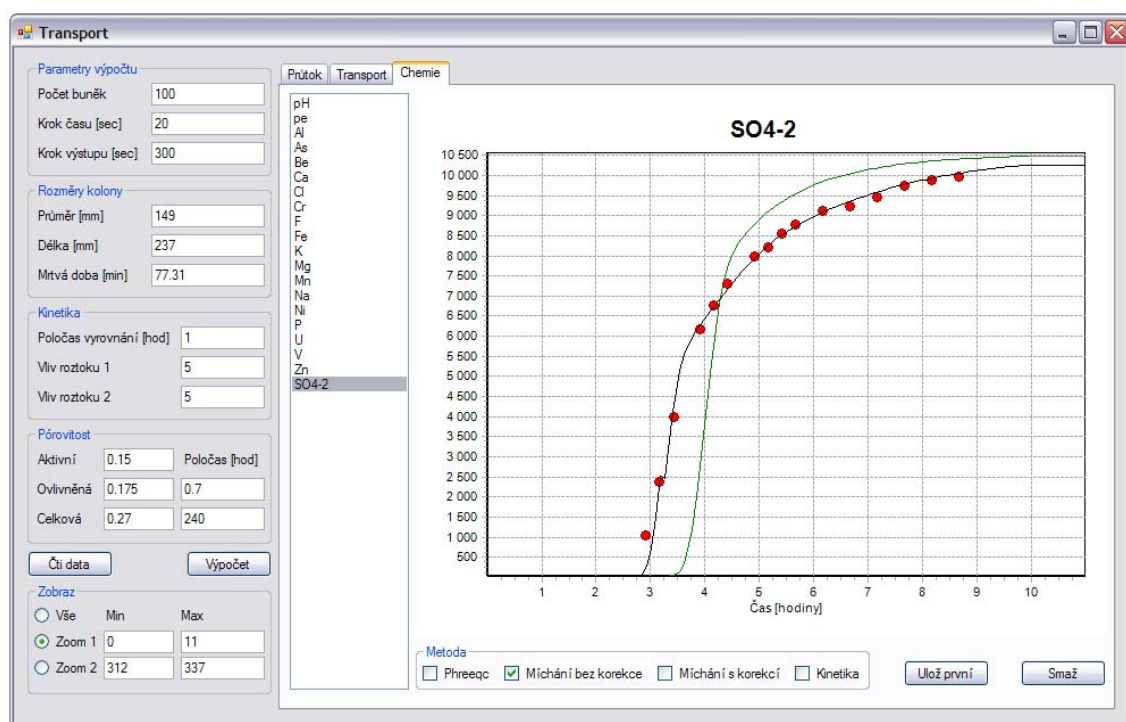 Transport
Parametry výpočtu
Počet buněk 100
Krok času [sec] 20
Krok výstupu [sec] 300
Rozměry kolony
Průměr [mm] 149
Délka [mm] 237
Mrtvá doba [min] 77.31
Kinetika
Poločas vyrovnání [hod] 1
Vliv roztoku 1 5
Vliv roztoku 2 5
Pórovitost
Aktivní 0.15 Poločas [hod]
Ovlivněná 0.175 0.7
Celková 0.27 240
Čti data Výpočet
Zobraz
Vše Min Max
Zoom 1 0 11
Zoom 2 312 337
Průtok Transport Chemie
pH
pe
Al
As
Be
Ca
Cl
Cr
F
Fe
K
Mg
Mn
Na
Ni
P
U
V
Zn
SO4-2
SO4-2
10 500
10 000
9 500
9 000
8 500
8 000
7 500
7 000
6 500
6 000
5 500
5 000
4 500
4 000
3 500
3 000
2 500
2 000
1 500
1 000
500
1 2 3 4 5 6 7 8 9 10
Čas [hodiny]
Metoda
Phreeqc Míchání bez korekce Míchání s korekcí Kinetika
Ulož první Smaž